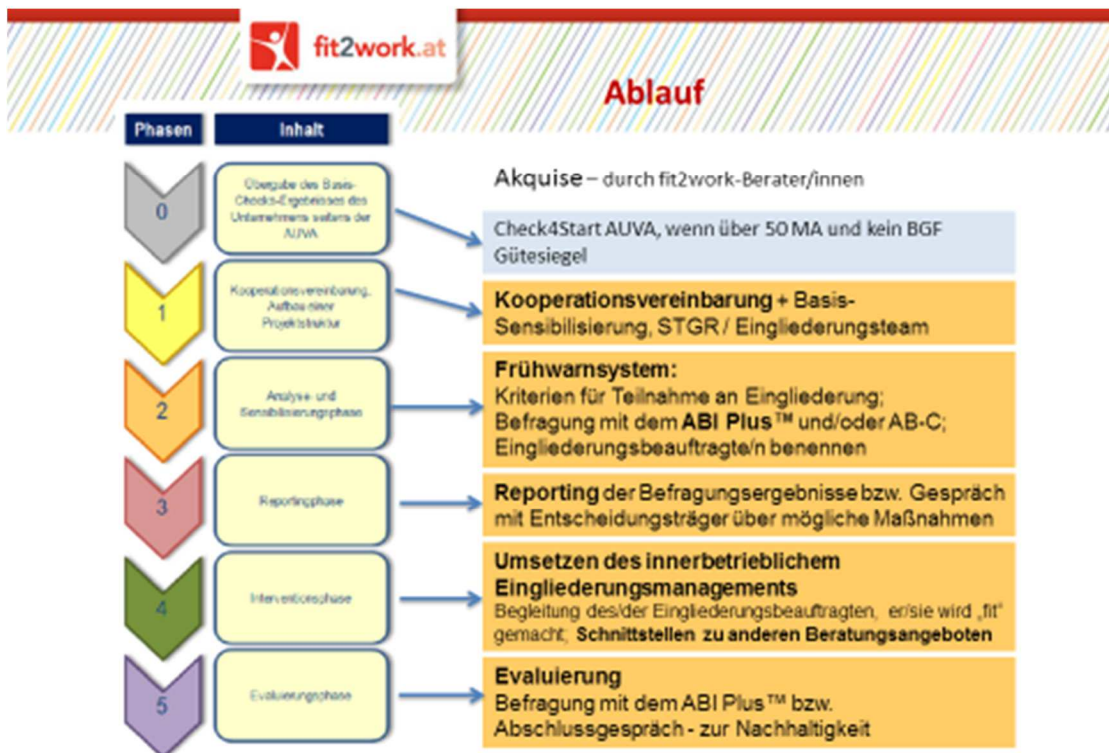 fit2work.at
Ablauf
Phasen
Inhalt
0
Übergabe des Basis-
Checks-Ergebnisses des
Unternehmens seitens der
AUVA
Akquise – durch fit2work-Berater/innen
Check4Start AUVA, wenn über 50 MA und kein BGF
Gütesiegel
1
Kooperationsvereinbarung,
Aufbau einer
Projektstruktur
Kooperationsvereinbarung + Basis-
Sensibilisierung, STGR / Eingliederungsteam
2
Analyse- und
Sensibilisierungsphase
Frühwarnsystem:
Kriterien für Teilnahme an Eingliederung;
Befragung mit dem ABI Plus™ und/oder AB-C;
Eingliederungsbeauftragte/n benennen
3
Reportingphase
Reporting der Befragungsergebnisse bzw. Gespräch
mit Entscheidungsträger über mögliche Maßnahmen
4
Interventionsphase
Umsetzen des innerbetrieblichem
Eingliederungsmanagements
Begleitung des/der Eingliederungsbeauftragten, er/sie wird „fit"
gemacht; Schnittstellen zu anderen Beratungsangeboten
5
Evaluierungsphase
Evaluierung
Befragung mit dem ABI Plus™ bzw.
Abschlussgespräch - zur Nachhaltigkeit